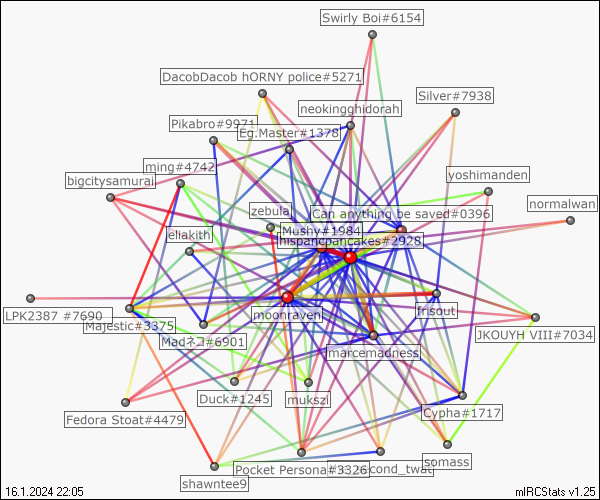 Swirly Boi#6154
DacobDacob hORNY police#5271
Silver#7938
neokingghidorah
Pikabro#9971
Eg.Master#1378
ming#4742
yoshimanden
bigcitysamurai
normalwan
zebula
Can anything be saved#0396
Mushy#1984
elkakith
hispancpancakes#2928
LPK2387 #7690
moonraven
frisout
Majestic#3375
JKOUYH VIII#7034
Madネコ#6901
marcemadness
Duck#1245
mukszi
Fedora Stoat#4479
Cypha#1717
somass
Pocket Persona#3326
cond_twat
shawntee9
16.1.2024 22:05
mIRCStats v1.25